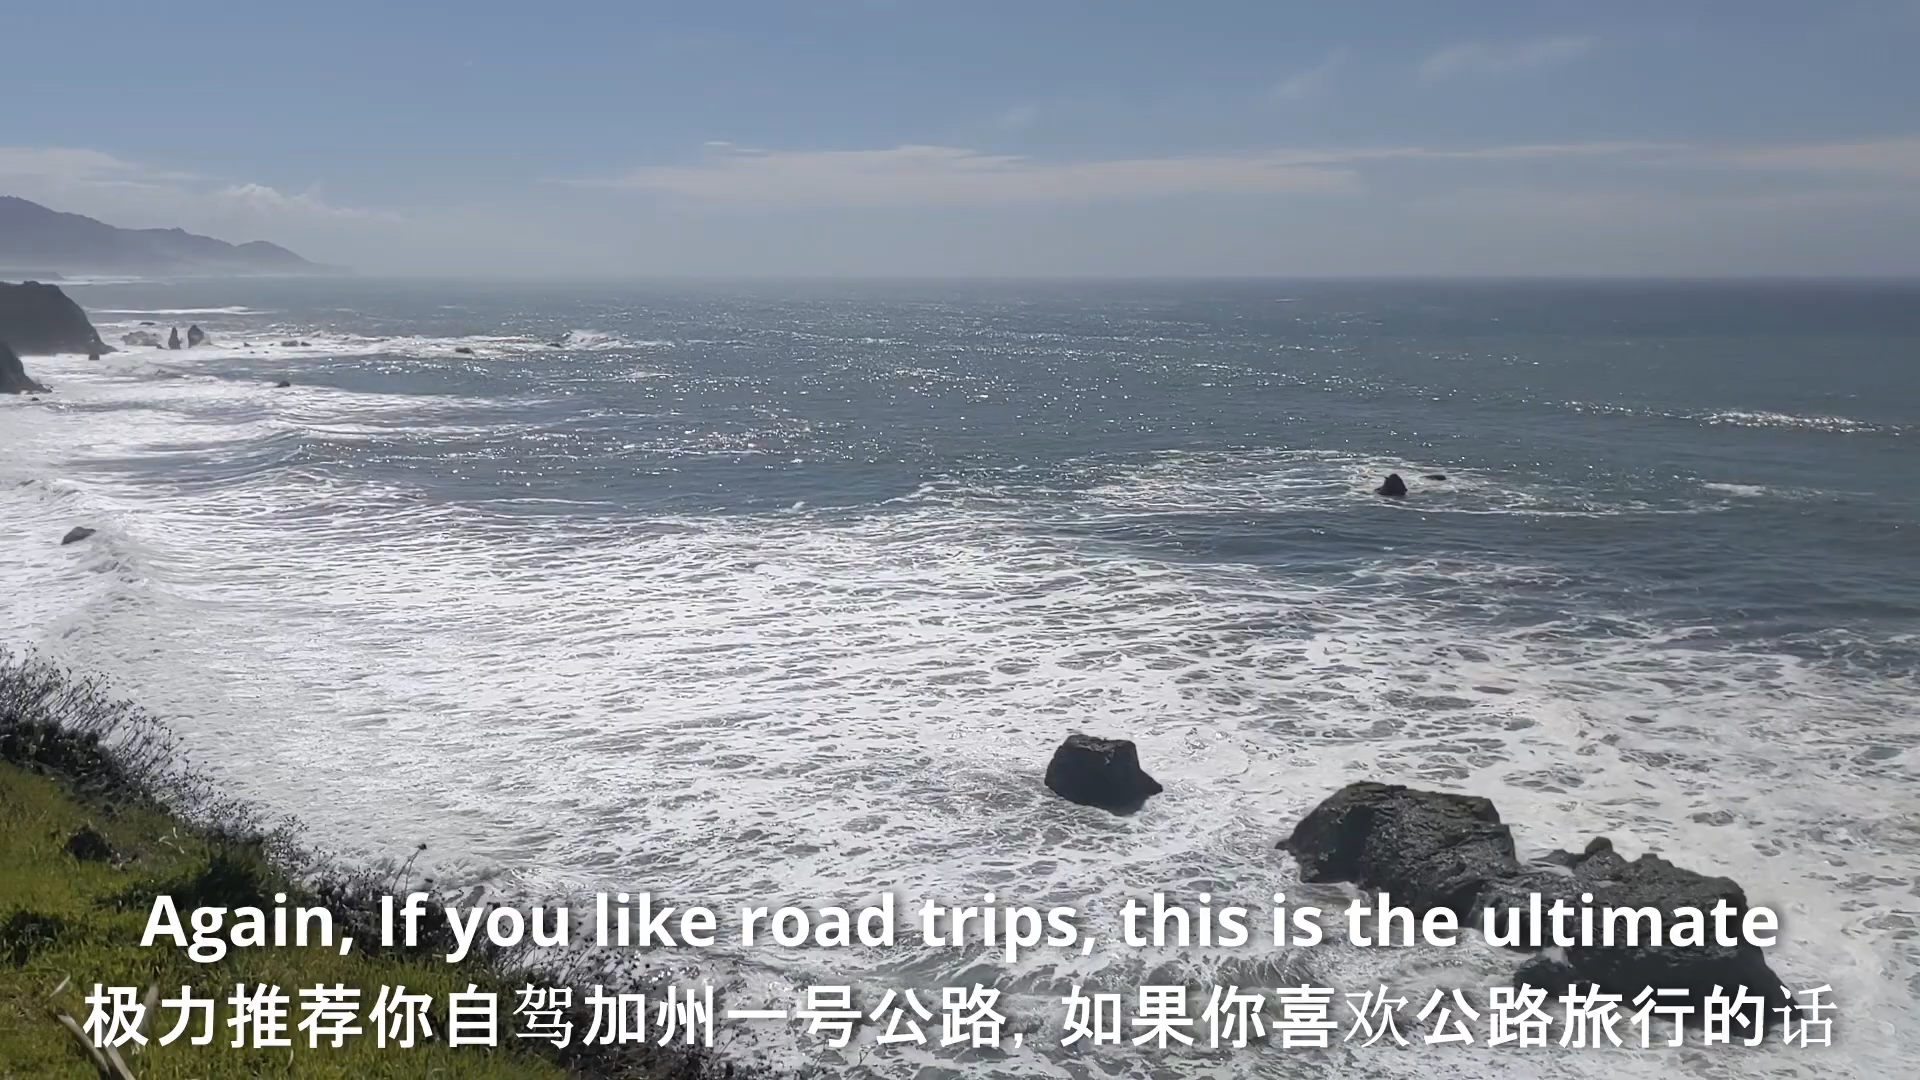 Again, If you like road trips, this is the ultimate
极力推荐你自驾加州一号公路, 如果你喜欢公路旅行的话